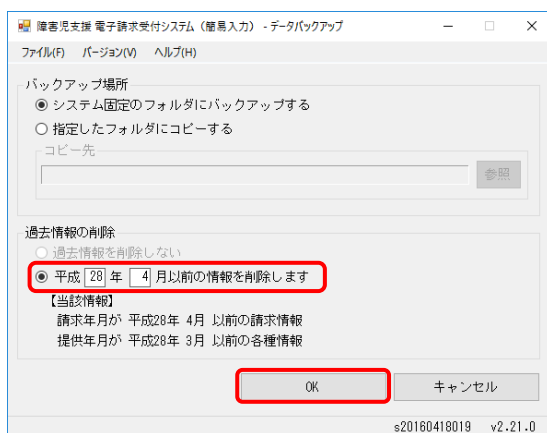 障害児支援 電子請求受付システム（簡易入力） - データバックアップ
ファイル(F) バージョン(V) ヘルプ(H)
バックアップ場所
システム固定のフォルダにバックアップする
指定したフォルダにコピーする
コピー先
参照
過去情報の削除
過去情報を削除しない
平成 28 年 4 月以前の情報を削除します
【当該情報】
請求年月が 平成28年 4月 以前の請求情報
提供年月が 平成28年 3月 以前の各種情報
OK キャンセル
s20160418019 v2.21.0